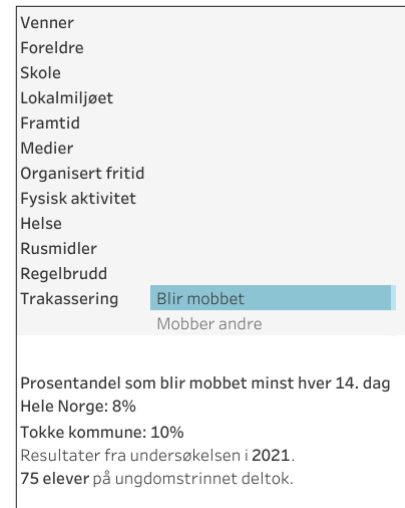 Venner
Foreldre
Skole
Lokalmiljøet
Framtid
Medier
Organisert fritid
Fysisk aktivitet
Helse
Rusmidler
Regelbrudd
Trakassering Blir mobbet
Mobber andre
Prosentandel som blir mobbet minst hver 14. dag
Hele Norge: 8%
Tokke kommune: 10%
Resultater fra undersøkelsen i 2021.
75 elever på ungdomstrinnet deltok.